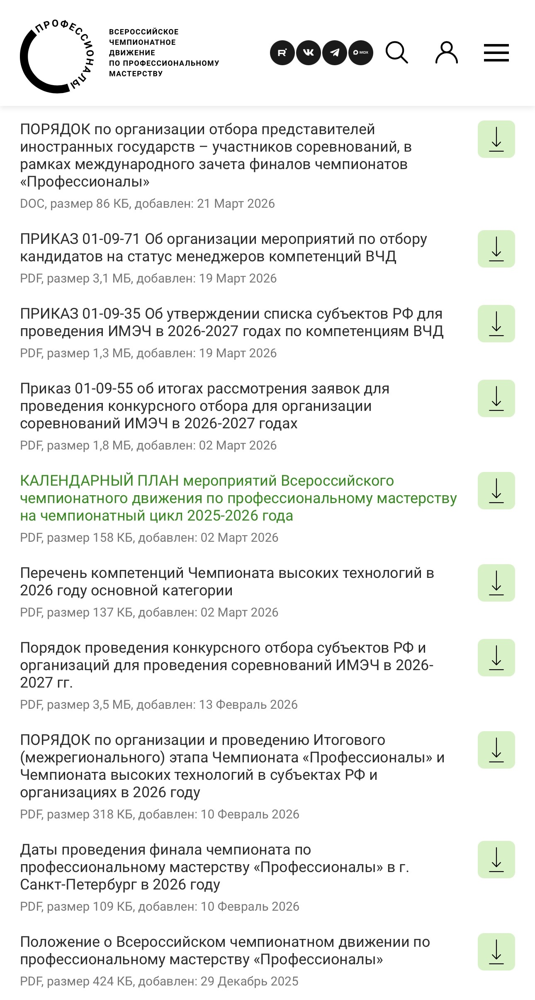 ПРОФЕССИОНАЛЫ
ВСЕРОССИЙСКОЕ
ЧЕМПИОНАТНОЕ
ДВИЖЕНИЕ
ПО ПРОФЕССИОНАЛЬНОМУ
МАСТЕРСТВУ
R
max
ПОРЯДОК по организации отбора представителей
иностранных государств – участников соревнований, в
рамках международного зачета финалов чемпионатов
«Профессионалы»
DOC, размер 86 КБ, добавлен: 21 Март 2026
ПРИКАЗ 01-09-71 Об организации мероприятий по отбору
кандидатов на статус менеджеров компетенций ВЧД
PDF, размер 3,1 МБ, добавлен: 19 Март 2026
ПРИКАЗ 01-09-35 Об утверждении списка субъектов РФ для
проведения ИМЭЧ в 2026-2027 годах по компетенциям ВЧД
PDF, размер 1,3 МБ, добавлен: 19 Март 2026
Приказ 01-09-55 об итогах рассмотрения заявок для
проведения конкурсного отбора для организации
соревнований ИМЭЧ в 2026-2027 годах
PDF, размер 1,8 МБ, добавлен: 02 Март 2026
КАЛЕНДАРНЫЙ ПЛАН мероприятий Всероссийского
чемпионатного движения по профессиональному мастерству
на чемпионатный цикл 2025-2026 года
PDF, размер 158 КБ, добавлен: 02 Март 2026
Перечень компетенций Чемпионата высоких технологий в
2026 году основной категории
PDF, размер 137 КБ, добавлен: 02 Март 2026
Порядок проведения конкурсного отбора субъектов РФ и
организаций для проведения соревнований ИМЭЧ в 2026-
2027 гг.
PDF, размер 3,5 МБ, добавлен: 13 Февраль 2026
ПОРЯДОК по организации и проведению Итогового
(межрегионального) этапа Чемпионата «Профессионалы» и
Чемпионата высоких технологий в субъектах РФ и
организациях в 2026 году
PDF, размер 318 КБ, добавлен: 10 Февраль 2026
Даты проведения финала чемпионата по
профессиональному мастерству «Профессионалы» в г.
Санкт-Петербург в 2026 году
PDF, размер 109 КБ, добавлен: 10 Февраль 2026
Положение о Всероссийском чемпионатном движении по
профессиональному мастерству «Профессионалы»
PDF, размер 424 КБ, добавлен: 29 Декабрь 2025